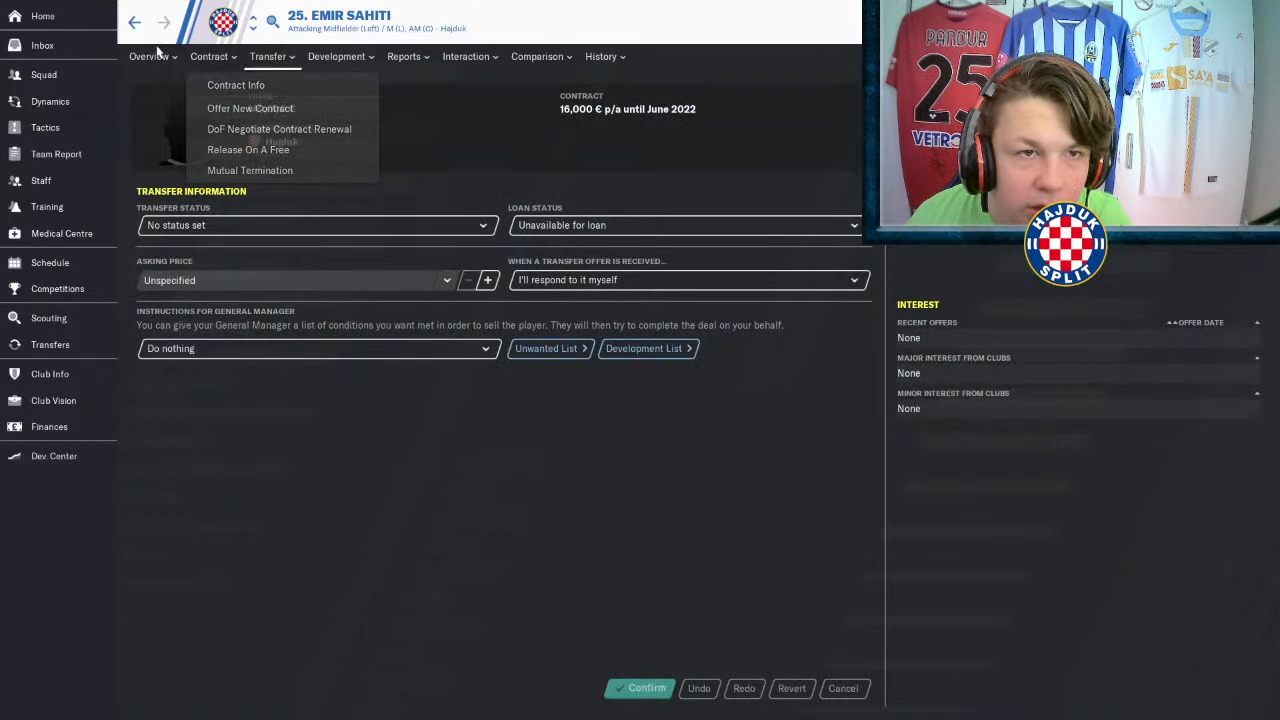 Home
Inbox
Squad
Dynamics
Tactics
Team Report
Staff
Training
Medical Centre
Schedule
Competitions
Scouting
Transfers
Club Info
Club Vision
Finances
Dev. Center
25. EMIR SAHITI
Attacking Midfielder (Left) / M (L), AM (C) - Hajduk
Overview
Contract
Transfer
Development
Reports
Interaction
Comparison
History
Contract Info
Offer New Contract
DoF Negotiate Contract Renewal
Release On A Free
Mutual Termination
Hajduk
CONTRACT
16,000 € p/a until June 2022
TRANSFER INFORMATION
TRANSFER STATUS
No status set
LOAN STATUS
Unavailable for loan
ASKING PRICE
Unspecified
WHEN A TRANSFER OFFER IS RECEIVED...
I'll respond to it myself
INSTRUCTIONS FOR GENERAL MANAGER
You can give your General Manager a list of conditions you want met in order to sell the player. They will then try to complete the deal on your behalf.
Do nothing
Unwanted List
Development List
Confirm
Undo
Redo
Revert
Cancel
INTEREST
RECENT OFFERS
OFFER DATE
None
MAJOR INTEREST FROM CLUBS
None
MINOR INTEREST FROM CLUBS
None
PANDUR
25
HAJDUK
SPLIT